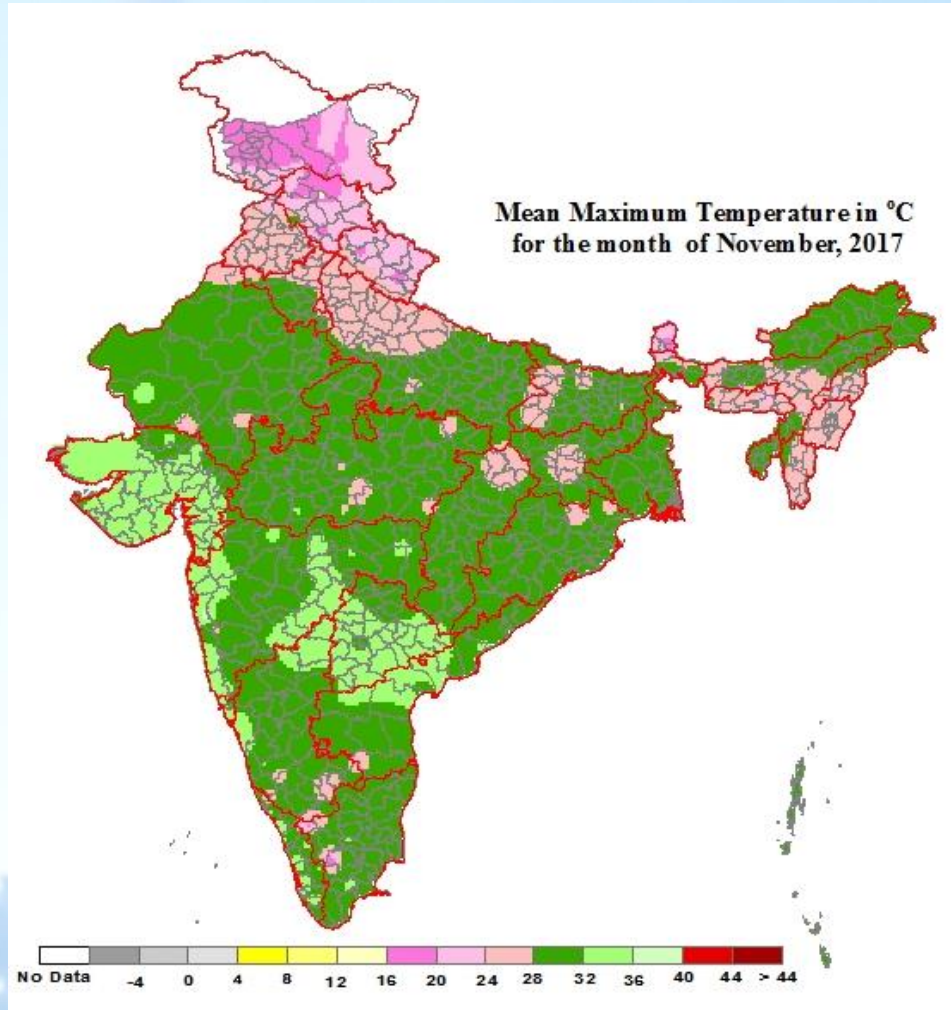 Mean Maximum Temperature in °C
for the month of November, 2017
No Data -4 0 4 8 12 16 20 24 28 32 36 40 44 > 44